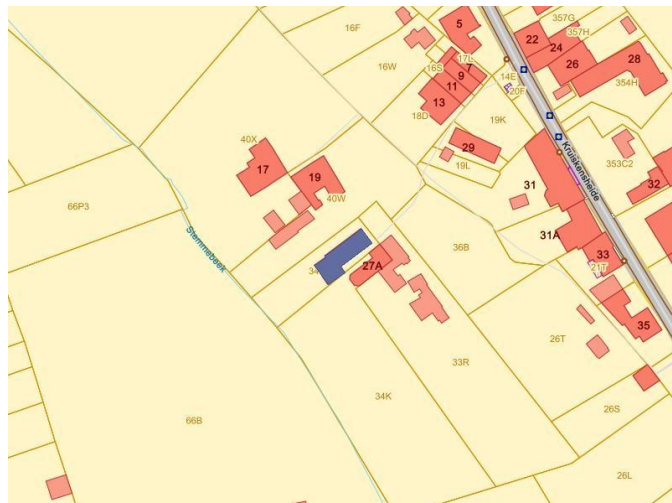 5
357G
357H
16F
22
24
17L
16W
16S
7
9
26
28
14E
11
20F
354H
13
18D
19K
40X
29
Kruiskensheide
17
19L
353C2
19
31
32
40W
66P3
31A
Stemmebeek
36B
33
27A
21T
34
35
26T
33R
34K
26S
66B
26L